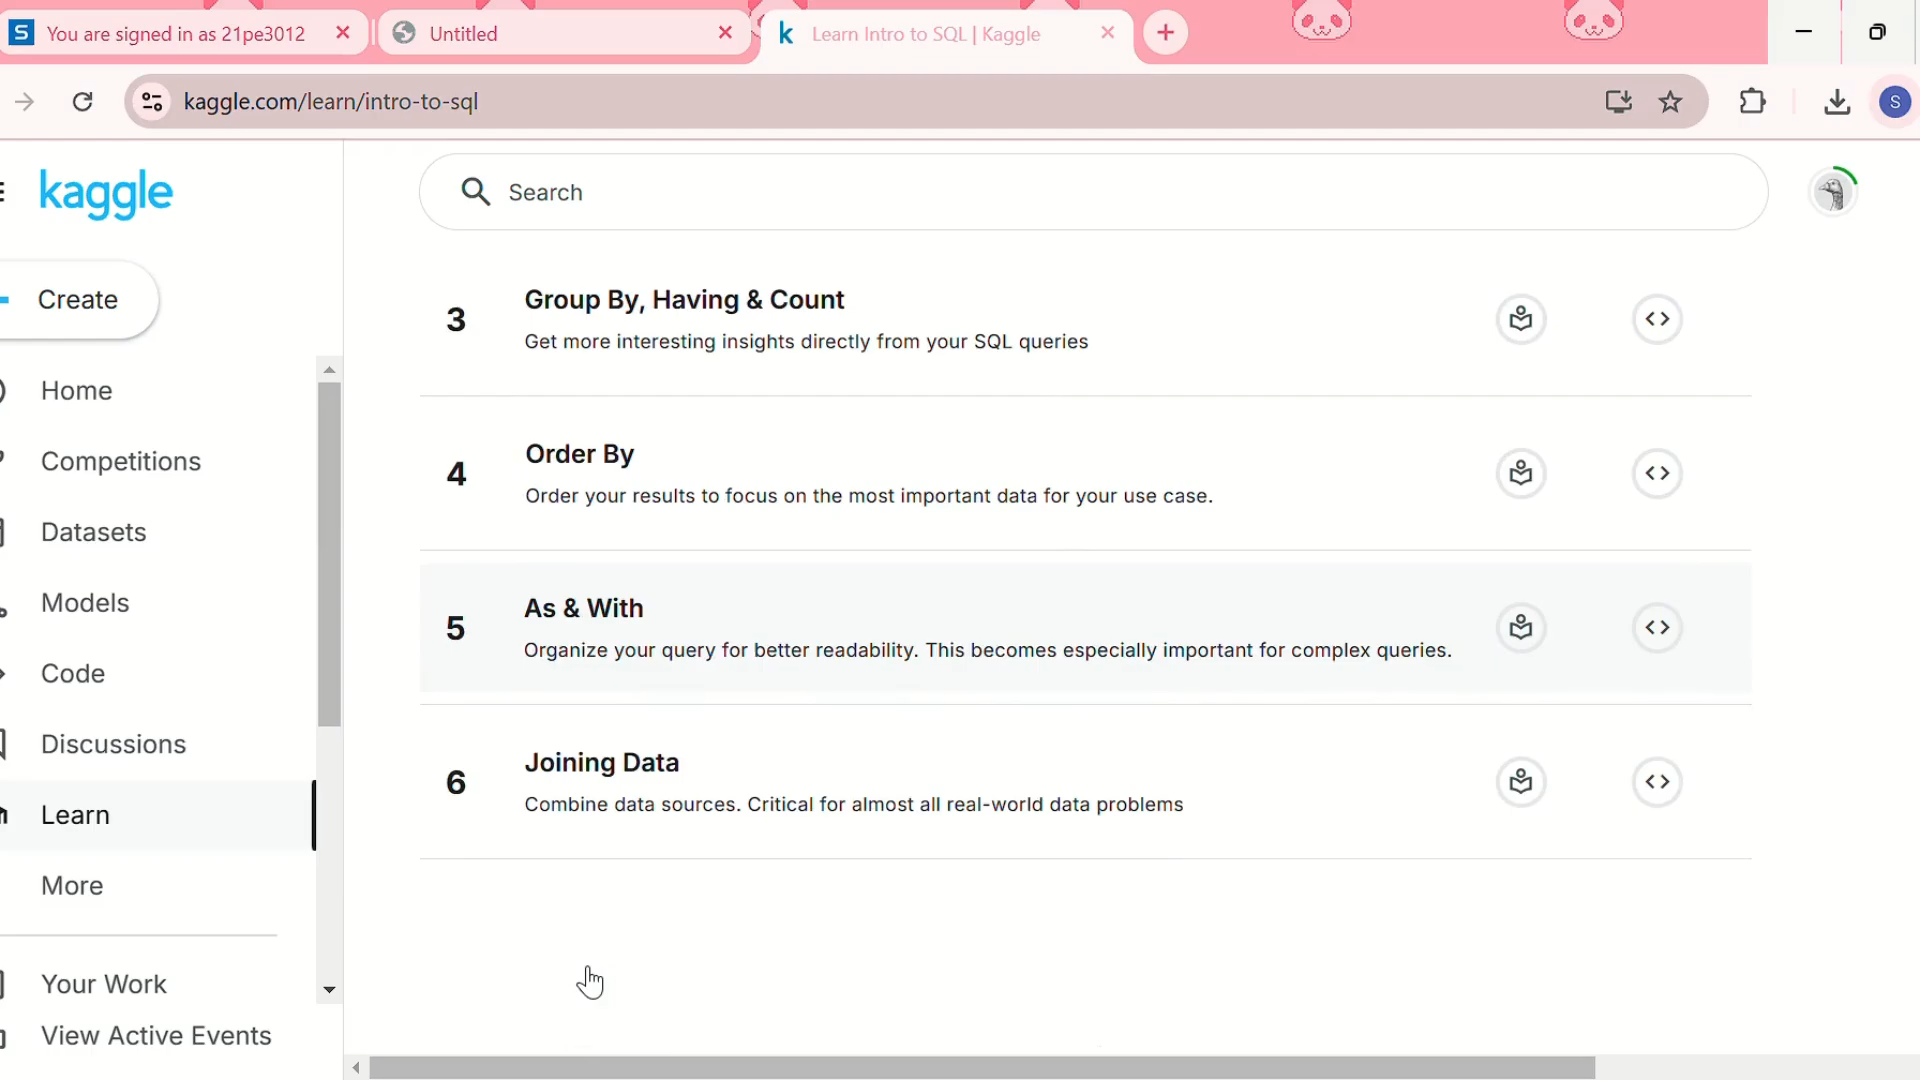 You are signed in as 21pe3012
Untitled
Learn Intro to SQL | Kaggle
kaggle.com/learn/intro-to-sql
S
kaggle
Search
Create
Home
Competitions
Datasets
Models
Code
Discussions
Learn
More
Your Work
View Active Events
3
Group By, Having & Count
Get more interesting insights directly from your SQL queries
4
Order By
Order your results to focus on the most important data for your use case.
5
As & With
Organize your query for better readability. This becomes especially important for complex queries.
6
Joining Data
Combine data sources. Critical for almost all real-world data problems